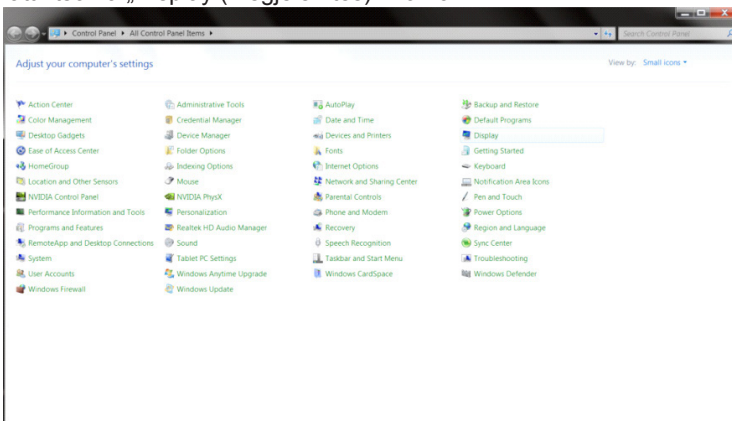 Control Panel ▸ All Control Panel Items ▸
Search Control Panel
Adjust your computer's settings
View by: Small icons
Action Center
Administrative Tools
AutoPlay
Backup and Restore
Color Management
Credential Manager
Date and Time
Default Programs
Desktop Gadgets
Device Manager
Devices and Printers
Display
Ease of Access Center
Folder Options
Fonts
Getting Started
HomeGroup
Indexing Options
Internet Options
Keyboard
Location and Other Sensors
Mouse
Network and Sharing Center
Notification Area Icons
NVIDIA Control Panel
NVIDIA PhysX
Parental Controls
Pen and Touch
Performance Information and Tools
Personalization
Phone and Modem
Power Options
Programs and Features
Realtek HD Audio Manager
Recovery
Region and Language
RemoteApp and Desktop Connections
Sound
Speech Recognition
Sync Center
System
Tablet PC Settings
Taskbar and Start Menu
Troubleshooting
User Accounts
Windows Anytime Upgrade
Windows CardSpace
Windows Defender
Windows Firewall
Windows Update